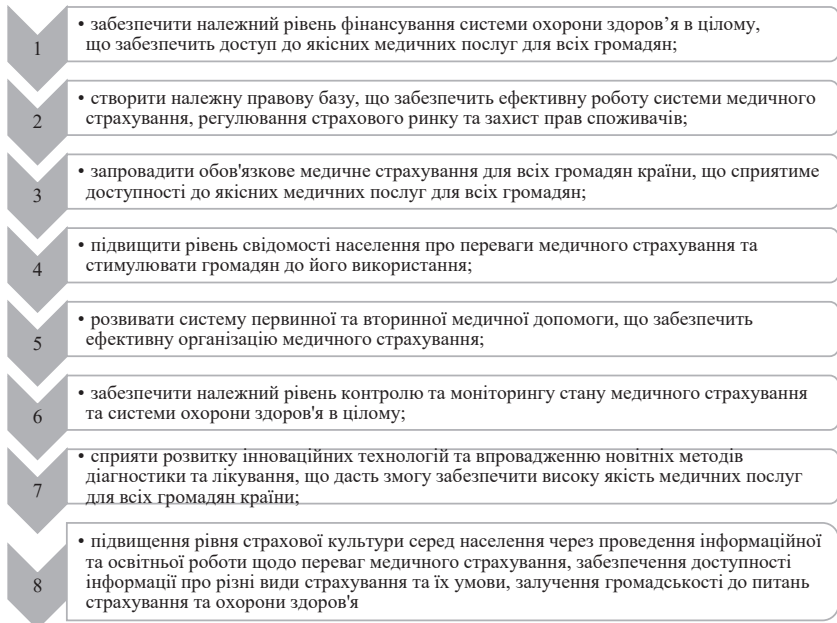 1
• забезпечити належний рівень фінансування системи охорони здоров’я в цілому,
що забезпечить доступ до якісних медичних послуг для всіх громадян;
2
• створити належну правову базу, що забезпечить ефективну роботу системи медичного
страхування, регулювання страхового ринку та захист прав споживачів;
3
• запровадити обов'язкове медичне страхування для всіх громадян країни, що сприятиме
доступності до якісних медичних послуг для всіх громадян;
4
• підвищити рівень свідомості населення про переваги медичного страхування та
стимулювати громадян до його використання;
5
• розвивати систему первинної та вторинної медичної допомоги, що забезпечить
ефективну організацію медичного страхування;
6
• забезпечити належний рівень контролю та моніторингу стану медичного страхування
та системи охорони здоров'я в цілому;
7
• сприяти розвитку інноваційних технологій та впровадженню новітніх методів
діагностики та лікування, що дасть змогу забезпечити високу якість медичних послуг
для всіх громадян країни;
8
• підвищення рівня страхової культури серед населення через проведення інформаційної
та освітньої роботи щодо переваг медичного страхування, забезпечення доступності
інформації про різні види страхування та їх умови, залучення громадськості до питань
страхування та охорони здоров'я